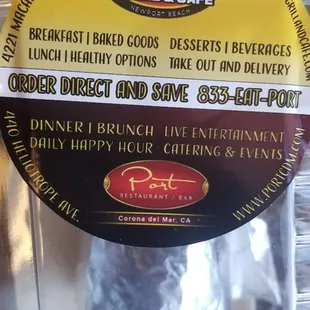 & CAFE
NEWPORT BEACH
4221
BREAKFAST | BAKED GOODS DESSERTS | BEVERAGES
LUNCH | HEALTHY OPTIONS TAKE OUT AND DELIVERY
ORDER DIRECT AND SAVE 833-EAT-PORT
DINNER | BRUNCH LIVE ENTERTAINMENT
DAILY HAPPY HOUR · CATERING & EVENTS
Port
RESTAURANT / BAR
Corona del Mar, CA
440 HELIOTROPE AVE.
WWW.PORTCDM.COM